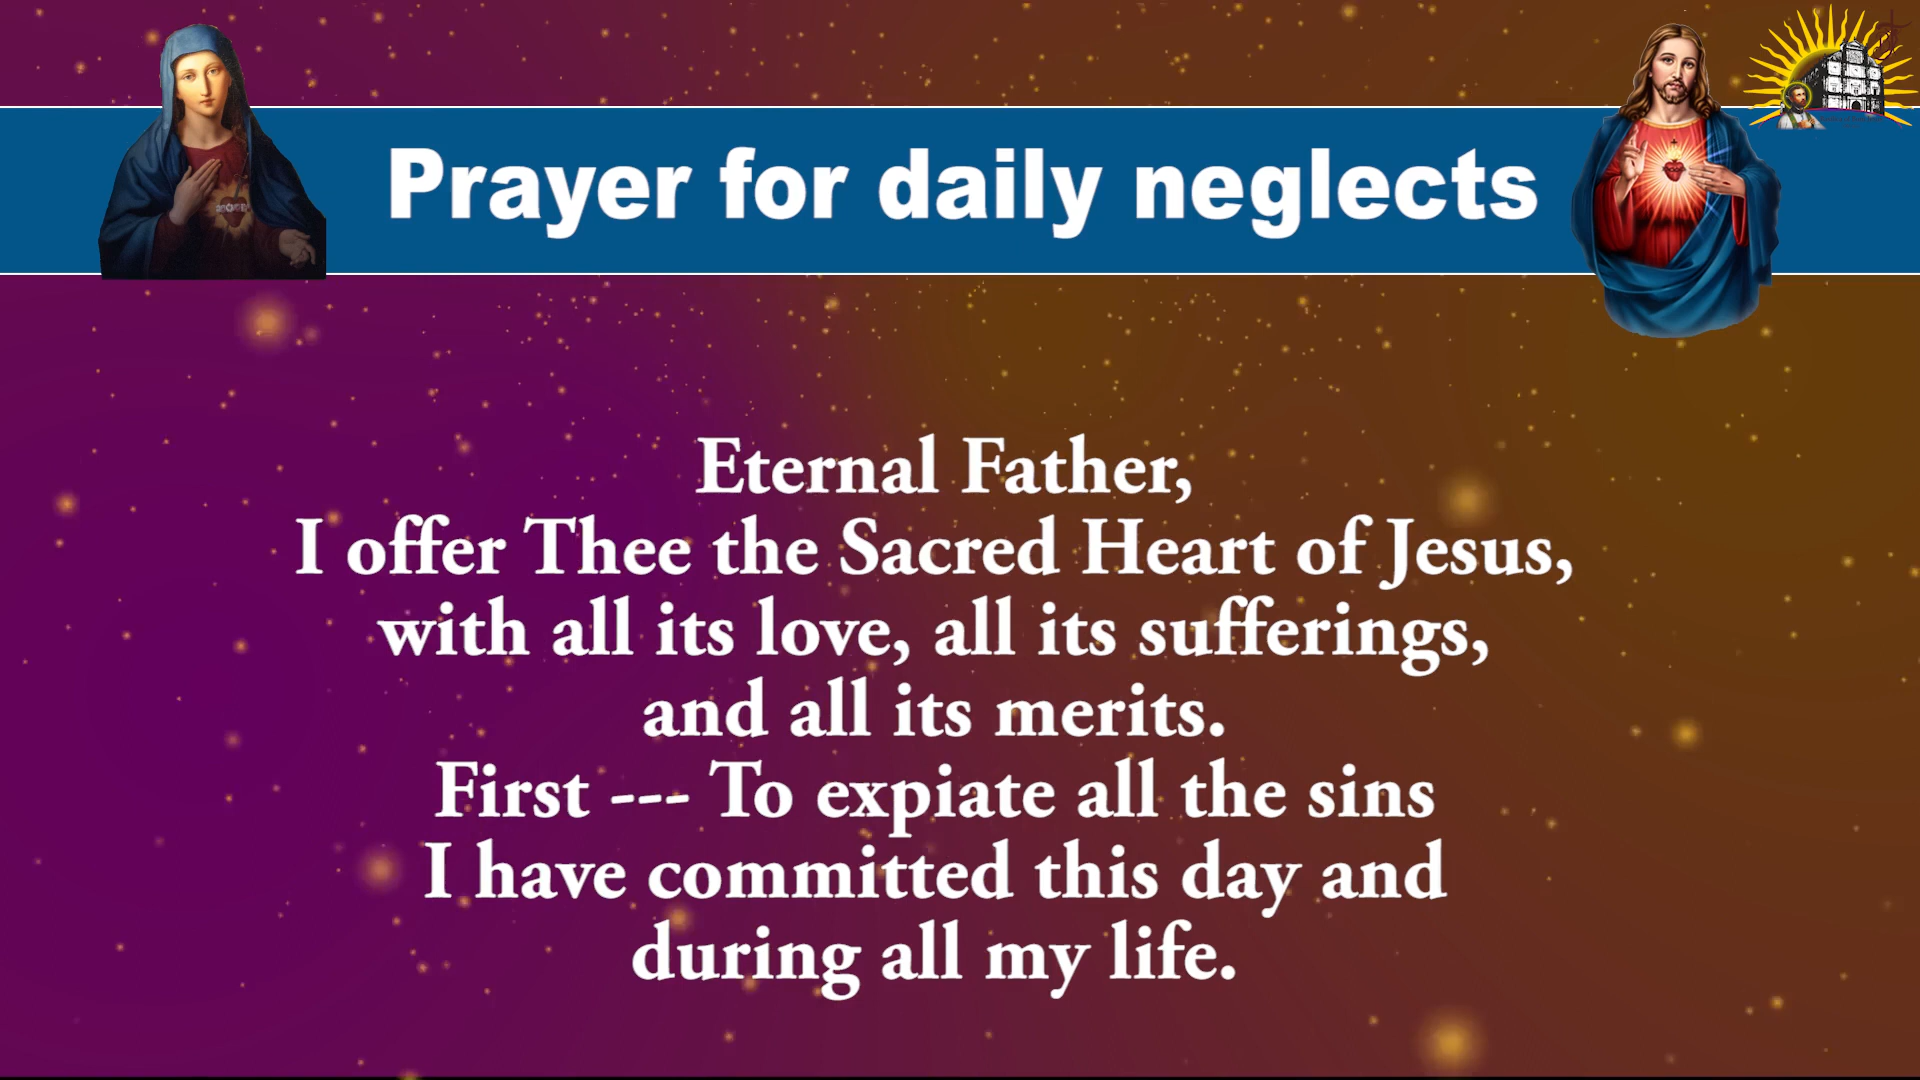 Prayer for daily neglects
Eternal Father,
I offer Thee the Sacred Heart of Jesus,
with all its love, all its sufferings,
and all its merits.
First --- To expiate all the sins
I have committed this day and
during all my life.